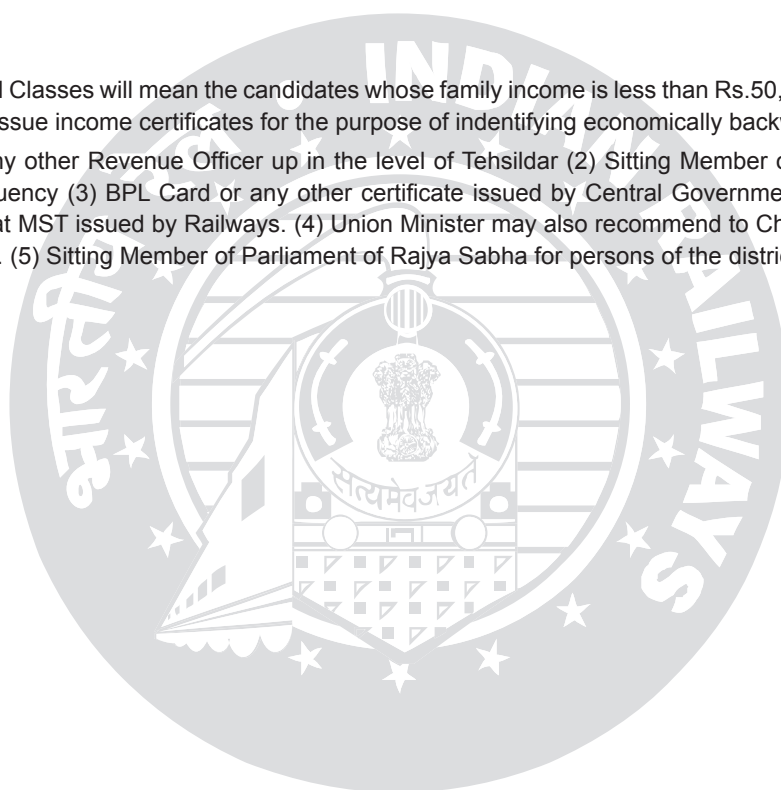 Classes will mean the candidates whose family income is less than Rs.50,
ssue income certificates for the purpose of indentifying economically backw
ny other Revenue Officer up in the level of Tehsildar (2) Sitting Member o
uency (3) BPL Card or any other certificate issued by Central Governme
at MST issued by Railways. (4) Union Minister may also recommend to Ch
. (5) Sitting Member of Parliament of Rajya Sabha for persons of the distri
भारतीय रेल • INDIAN RAILWAYS
सत्यमेव जयते